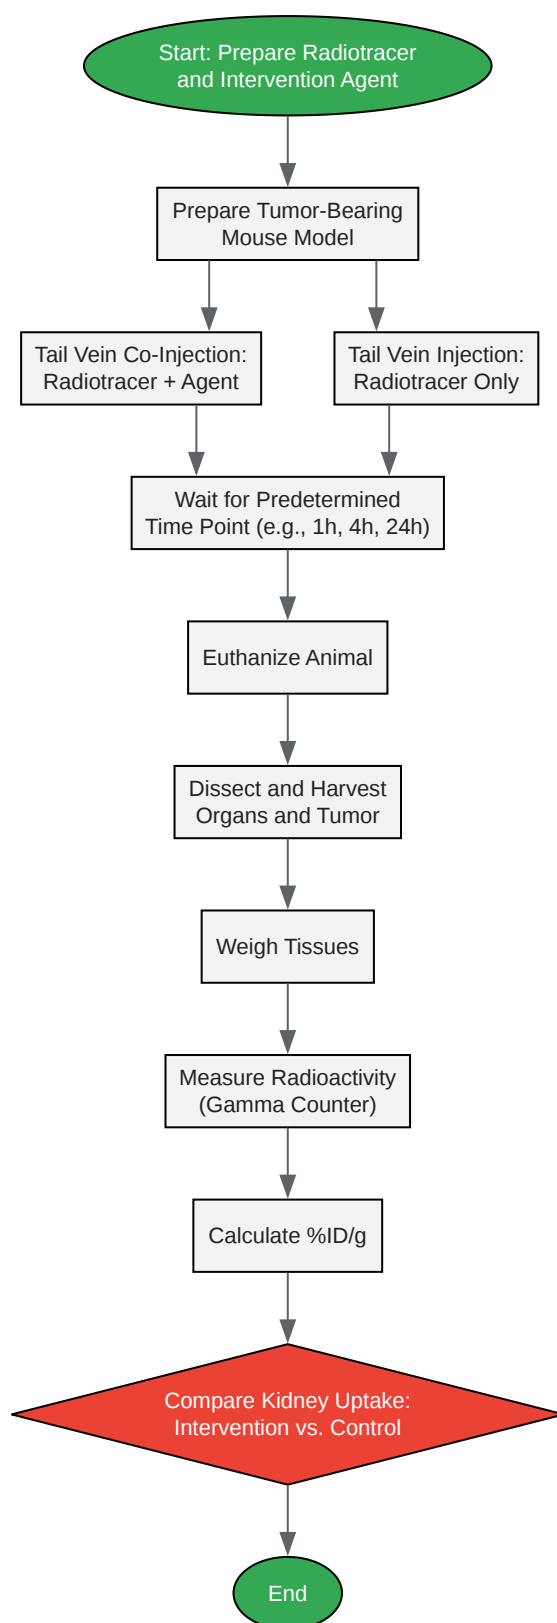 Start: Prepare Radiotracer
and Intervention Agent
Prepare Tumor-Bearing
Mouse Model
Tail Vein Co-Injection:
Radiotracer + Agent
Tail Vein Injection:
Radiotracer Only
Wait for Predetermined
Time Point (e.g., 1h, 4h, 24h)
Euthanize Animal
Dissect and Harvest
Organs and Tumor
Weigh Tissues
Measure Radioactivity
(Gamma Counter)
Calculate %ID/g
Compare Kidney Uptake:
Intervention vs. Control
End